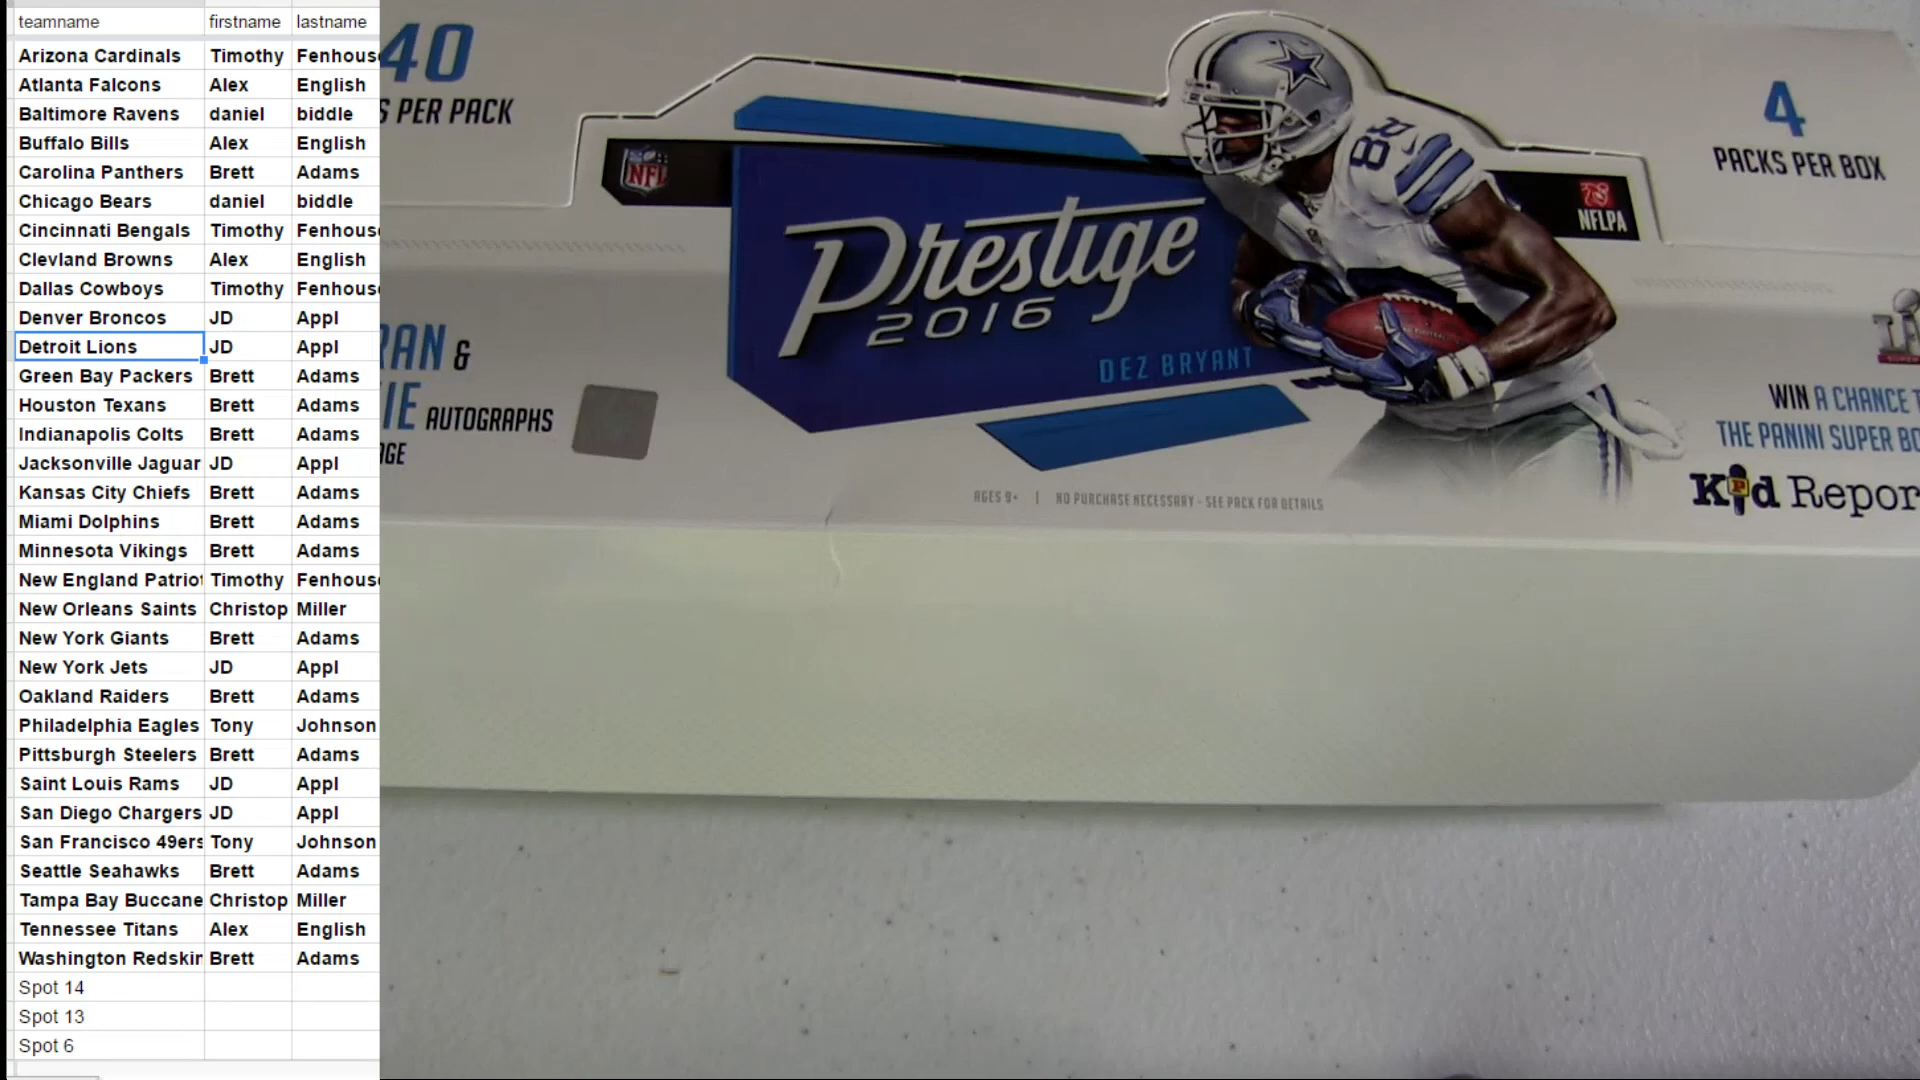 teamname firstname lastname
Arizona Cardinals Timothy Fenhouse
Atlanta Falcons Alex English
Baltimore Ravens daniel biddle
Buffalo Bills Alex English
Carolina Panthers Brett Adams
Chicago Bears daniel biddle
Cincinnati Bengals Timothy Fenhouse
Clevland Browns Alex English
Dallas Cowboys Timothy Fenhouse
Denver Broncos JD Appl
Detroit Lions JD Appl
Green Bay Packers Brett Adams
Houston Texans Brett Adams
Indianapolis Colts Brett Adams
Jacksonville Jaguar JD Appl
Kansas City Chiefs Brett Adams
Miami Dolphins Brett Adams
Minnesota Vikings Brett Adams
New England Patriot Timothy Fenhouse
New Orleans Saints Christop Miller
New York Giants Brett Adams
New York Jets JD Appl
Oakland Raiders Brett Adams
Philadelphia Eagles Tony Johnson
Pittsburgh Steelers Brett Adams
Saint Louis Rams JD Appl
San Diego Chargers JD Appl
San Francisco 49ers Tony Johnson
Seattle Seahawks Brett Adams
Tampa Bay Buccane Christop Miller
Tennessee Titans Alex English
Washington Redskin Brett Adams
Spot 14
Spot 13
Spot 6
40
S PER PACK
RAN &
IE AUTOGRAPHS
AGE
NFL
Prestige
2016
DEZ BRYANT
88
NFLPA
AGES 9+ | NO PURCHASE NECESSARY - SEE PACK FOR DETAILS
4
PACKS PER BOX
WIN A CHANCE T
THE PANINI SUPER BO
Kid Repor